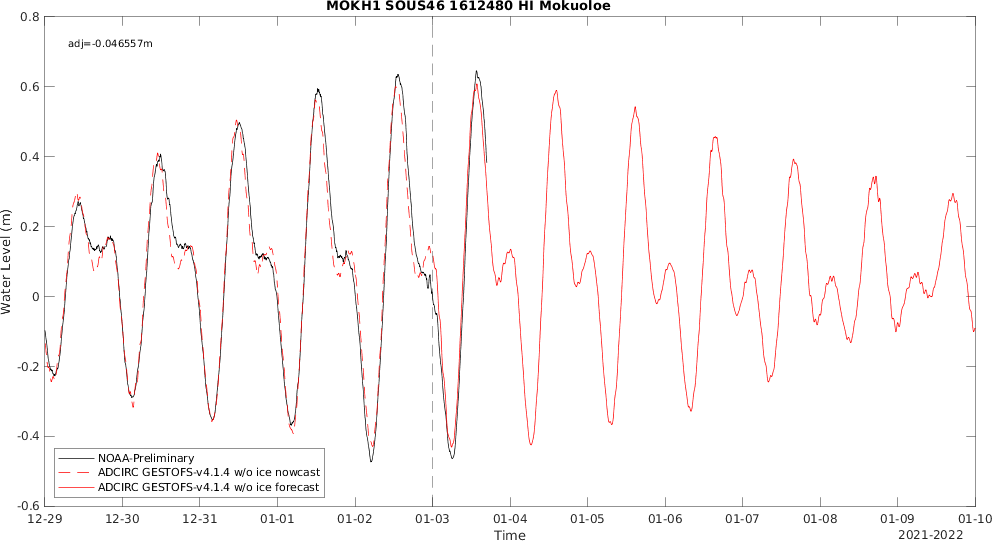 MOKH1 SOUS46 1612480 HI Mokuoloe
adj=-0.046557m
0.8
0.6
0.4
0.2
0
-0.2
-0.4
-0.6
Water Level (m)
NOAA-Preliminary
ADCIRC GESTOFS-v4.1.4 w/o ice nowcast
ADCIRC GESTOFS-v4.1.4 w/o ice forecast
12-29 12-30 12-31 01-01 01-02 01-03 01-04 01-05 01-06 01-07 01-08 01-09 01-10
Time
2021-2022